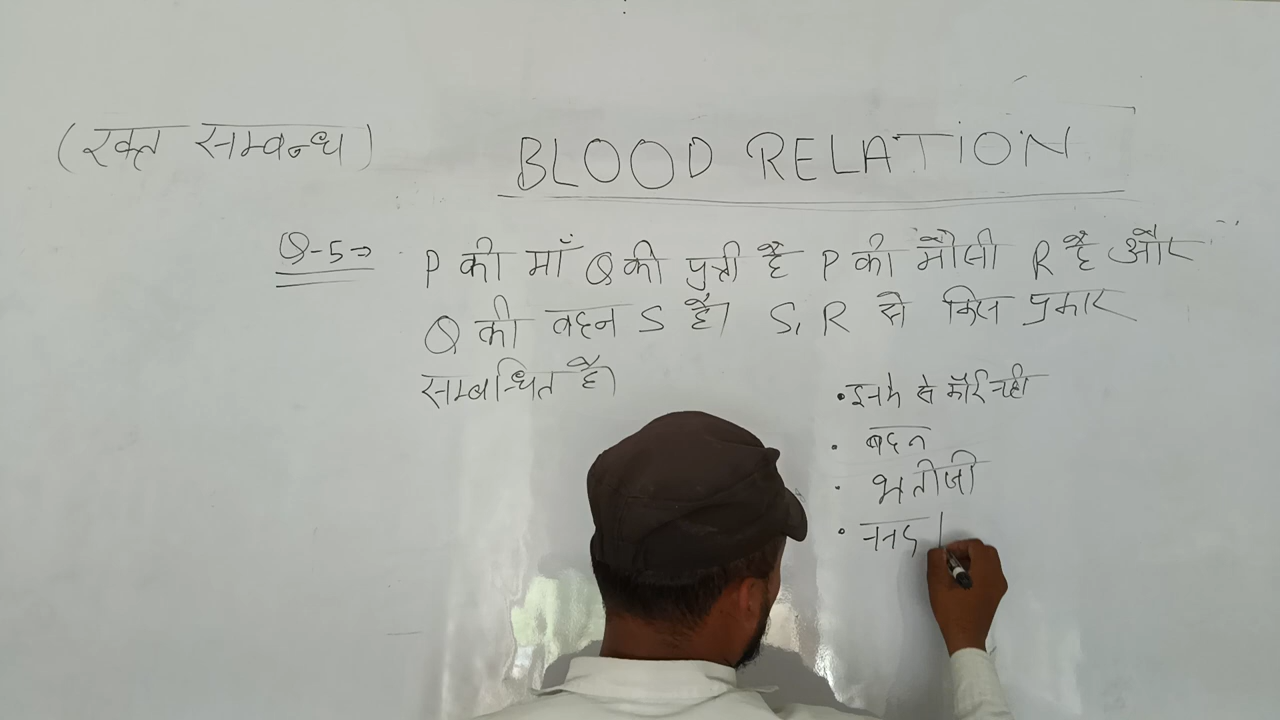 (रक्त सम्बन्ध) BLOOD RELATION
Q-5⇒ P की माँ Q की पुत्री है P की मौसी R है और
Q की बहन S है। S, R से किस प्रकार
सम्बन्धित है।
• इनमे से कोई नही
• बहन
• भतीजी
• ननद |